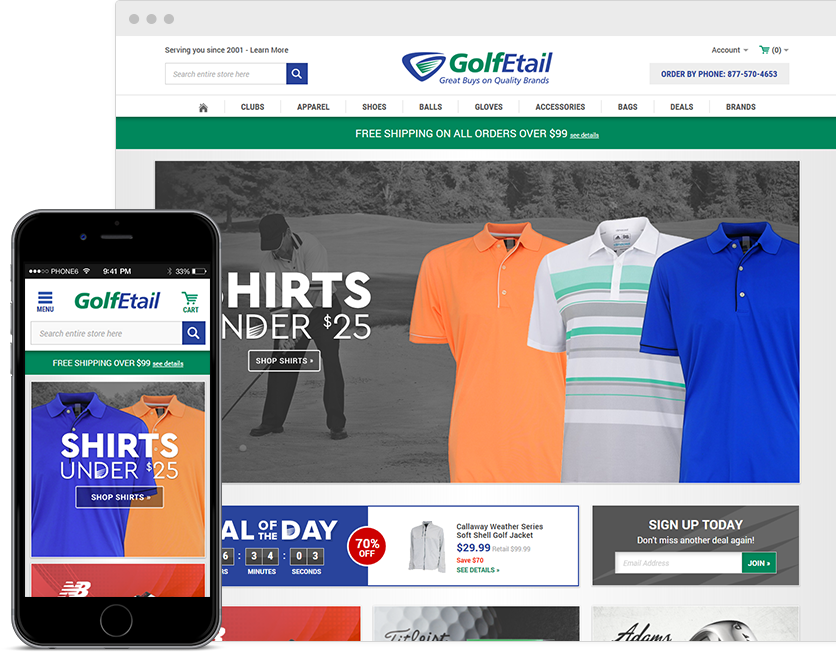 Serving you since 2001 - Learn More
Search entire store here
GolfEtail
Great Buys on Quality Brands
Account
(0)
ORDER BY PHONE: 877-570-4653
CLUBS APPAREL SHOES BALLS GLOVES ACCESSORIES BAGS DEALS BRANDS
FREE SHIPPING ON ALL ORDERS OVER $99 see details
HIRTS
NDER $25
SHOP SHIRTS »
AL OF THE DAY
6 : 3 4 : 0 3
RS MINUTES SECONDS
70%
OFF
Callaway Weather Series
Soft Shell Golf Jacket
$29.99 Retail $99.99
Save $70
SEE DETAILS »
SIGN UP TODAY
Don't miss another deal again!
Email Address
JOIN »
Titleist
Adams
PHONE6 9:41 PM 33%
MENU
GolfEtail
CART
Search entire store here
FREE SHIPPING OVER $99 see details
SHIRTS
UNDER $25
SHOP SHIRTS »
NB